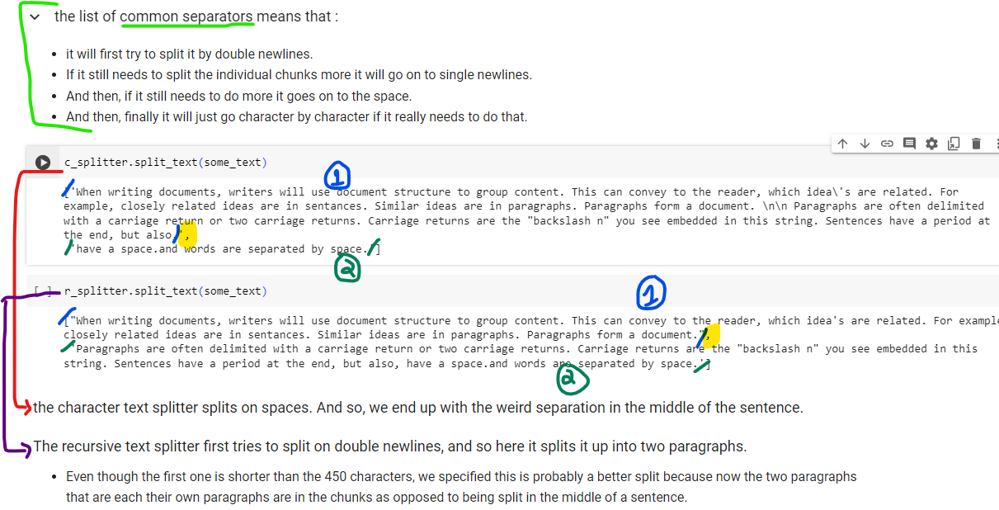 the list of common separators means that :
it will first try to split it by double newlines.
If it still needs to split the individual chunks more it will go on to single newlines.
And then, if it still needs to do more it goes on to the space.
And then, finally it will just go character by character if it really needs to do that.
c_splitter.split_text(some_text)
1
['When writing documents, writers will use document structure to group content. This can convey to the reader, which idea\'s are related. For
example, closely related ideas are in sentances. Similar ideas are in paragraphs. Paragraphs form a document. \n\n Paragraphs are often delimited
with a carriage return or two carriage returns. Carriage returns are the "backslash n" you see embedded in this string. Sentences have a period at
the end, but also,',
'have a space.and words are separated by space.']
2
[ ] r_splitter.split_text(some_text)
1
["When writing documents, writers will use document structure to group content. This can convey to the reader, which idea's are related. For example
closely related ideas are in sentances. Similar ideas are in paragraphs. Paragraphs form a document.",
'Paragraphs are often delimited with a carriage return or two carriage returns. Carriage returns are the "backslash n" you see embedded in this
string. Sentences have a period at the end, but also, have a space.and words are separated by space.']
2
the character text splitter splits on spaces. And so, we end up with the weird separation in the middle of the sentence.
The recursive text splitter first tries to split on double newlines, and so here it splits it up into two paragraphs.
Even though the first one is shorter than the 450 characters, we specified this is probably a better split because now the two paragraphs
that are each their own paragraphs are in the chunks as opposed to being split in the middle of a sentence.